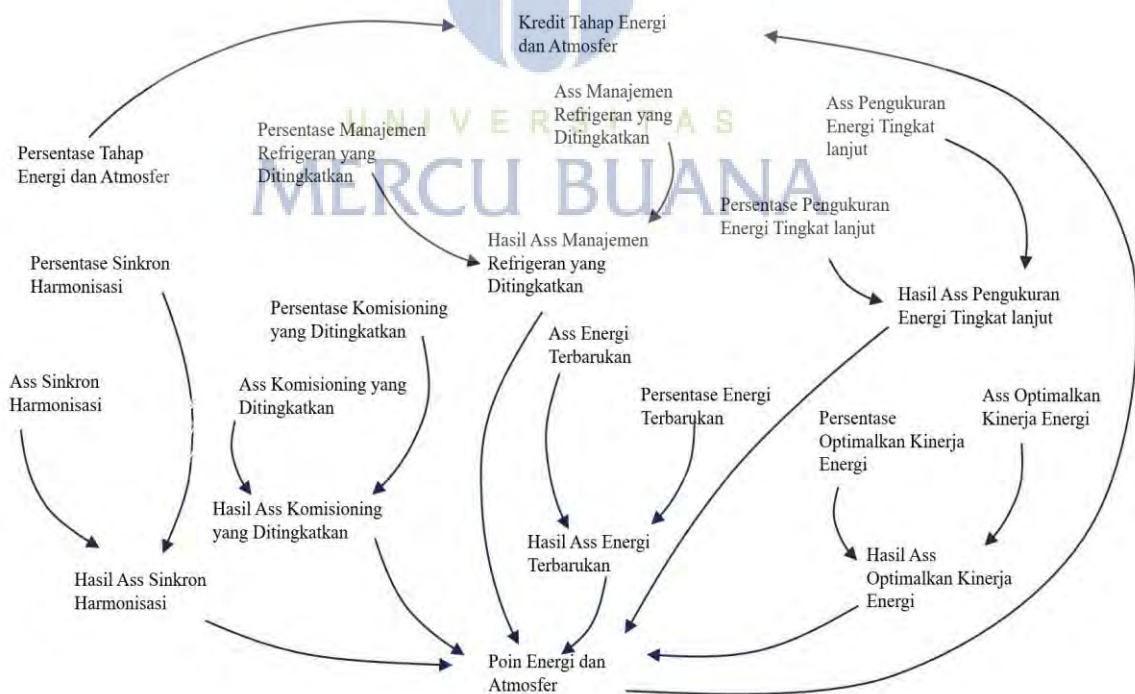 Kredit Tahap Energi
dan Atmosfer
Ass Manajemen
Refrigeran yang
Ditingkatkan
Ass Pengukuran
Energi Tingkat
lanjut
UNIVERSITAS
MERCU BUANA
Persentase Manajemen
Refrigeran yang
Ditingkatkan
Persentase Tahap
Energi dan Atmosfer
Persentase Pengukuran
Energi Tingkat lanjut
Hasil Ass Manajemen
Refrigeran yang
Ditingkatkan
Persentase Sinkron
Harmonisasi
Hasil Ass Pengukuran
Energi Tingkat lanjut
Persentase Komisioning
yang Ditingkatkan
Ass Energi
Terbarukan
Ass Sinkron
Harmonisasi
Ass Komisioning yang
Ditingkatkan
Persentase Energi
Terbarukan
Ass Optimalkan
Kinerja Energi
Persentase
Optimalkan Kinerja
Energi
Hasil Ass Komisioning
yang Ditingkatkan
Hasil Ass Energi
Terbarukan
Hasil Ass
Optimalkan Kinerja
Energi
Hasil Ass Sinkron
Harmonisasi
Poin Energi dan
Atmosfer